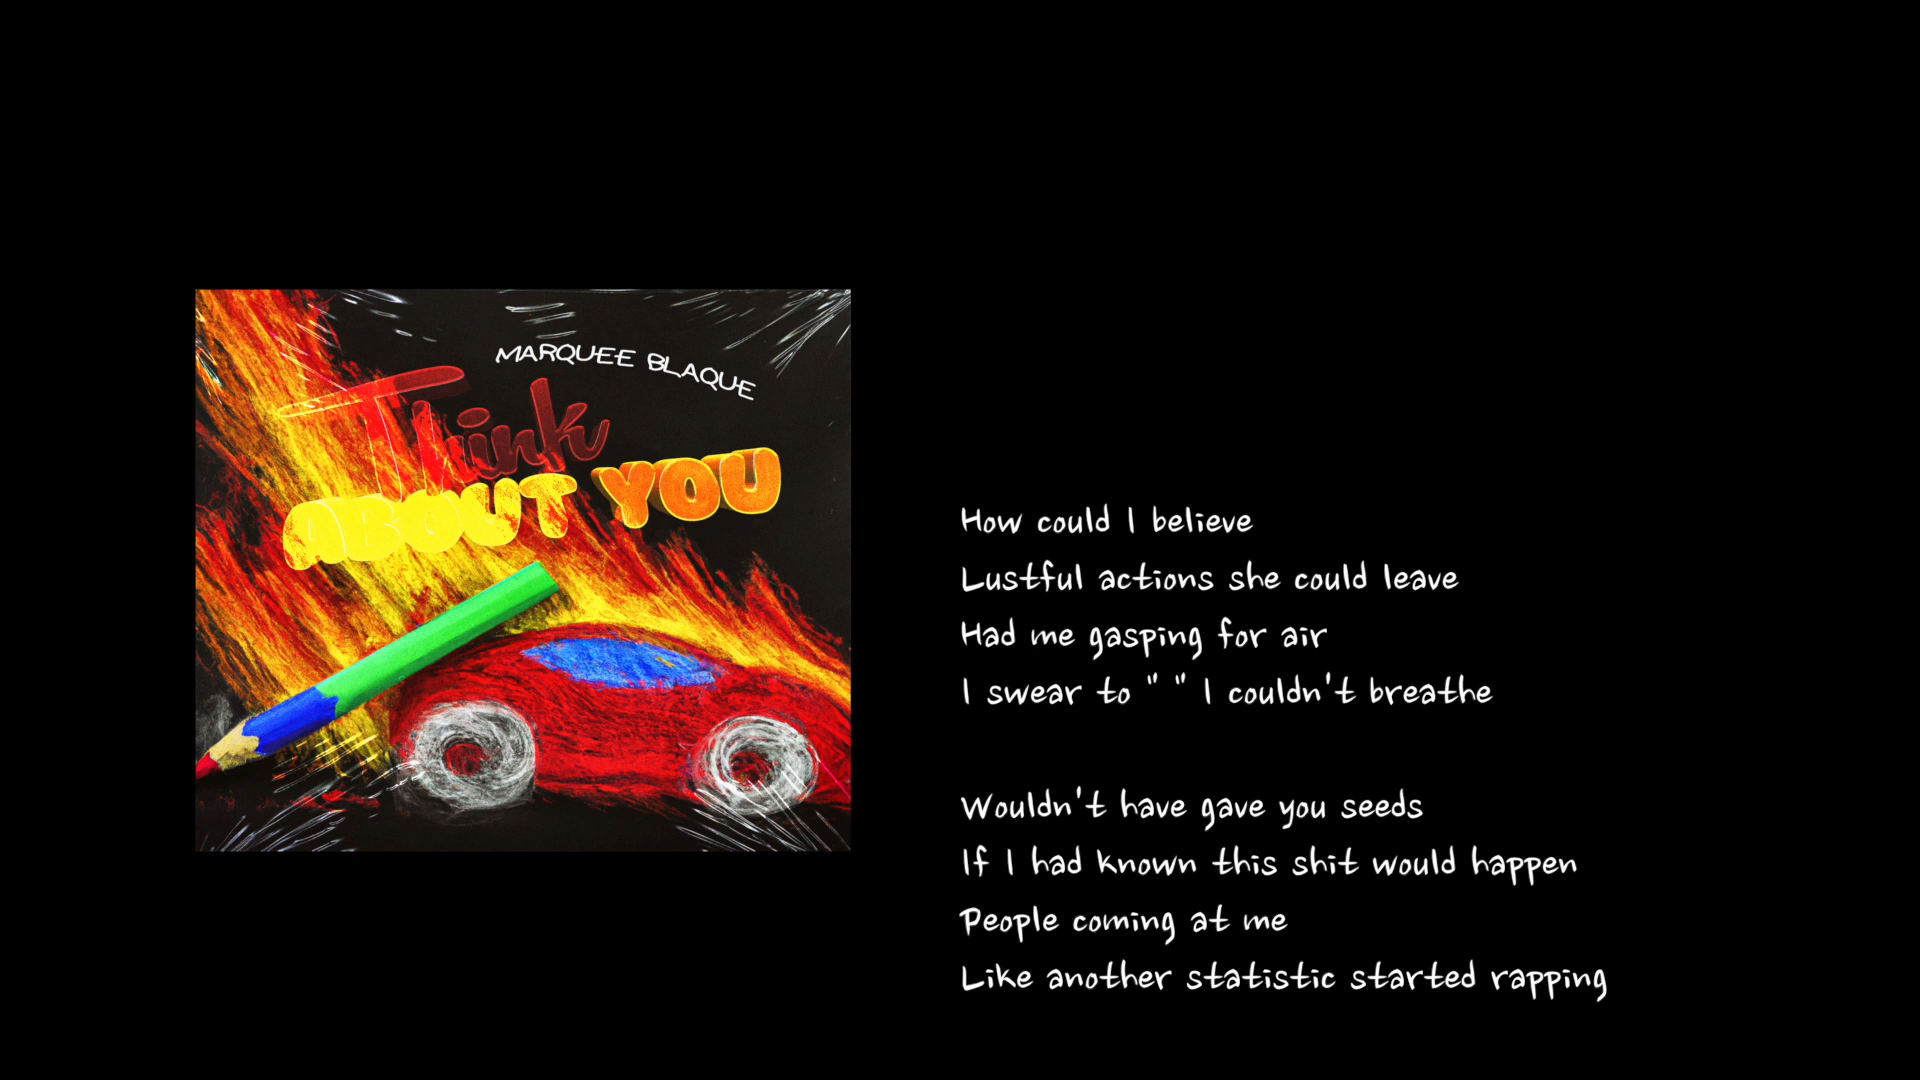 MARQUEE BLAQUE
Think
ABOUT YOU
How could I believe
Lustful actions she could leave
Had me gasping for air
I swear to " " I couldn't breathe
Wouldn't have gave you seeds
If I had known this shit would happen
People coming at me
Like another statistic started rapping